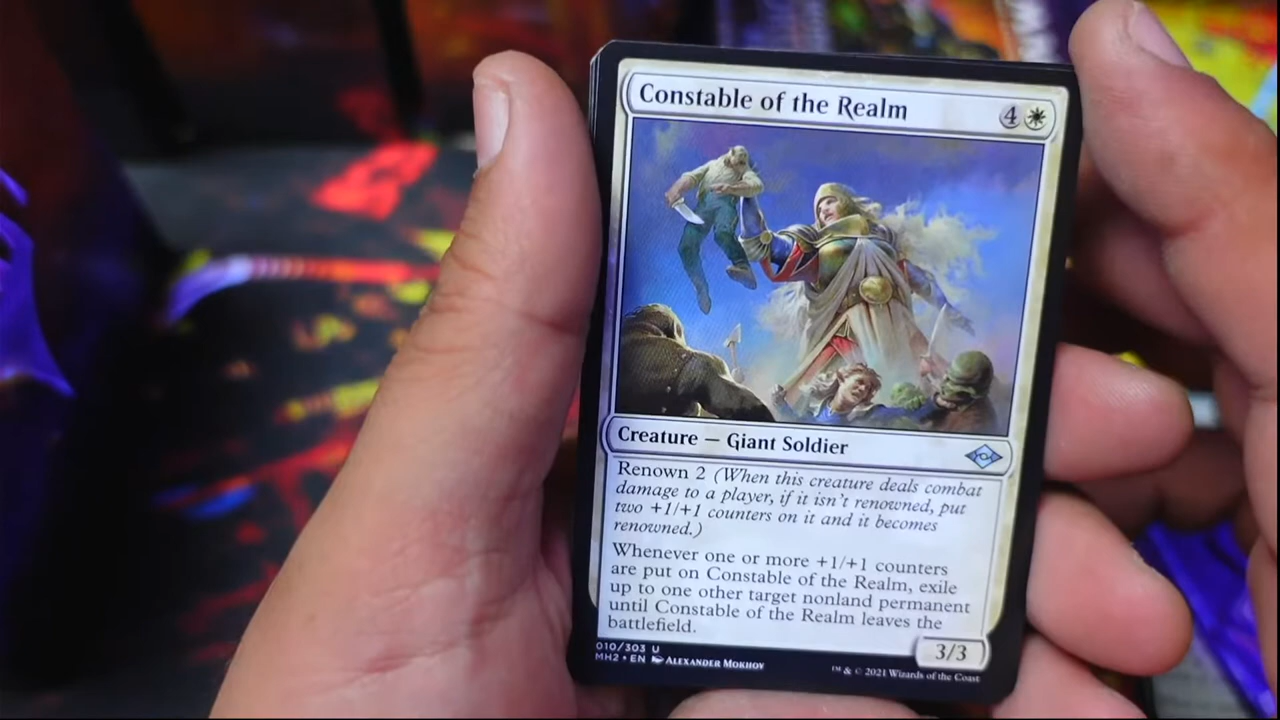 Constable of the Realm 4
Creature — Giant Soldier
Renown 2 (When this creature deals combat
damage to a player, if it isn't renowned, put
two +1/+1 counters on it and it becomes
renowned.)
Whenever one or more +1/+1 counters
are put on Constable of the Realm, exile
up to one other target nonland permanent
until Constable of the Realm leaves the
battlefield.
3/3
010/303 U
MH2 • EN Alexander Mokhov
™ & © 2021 Wizards of the Coast